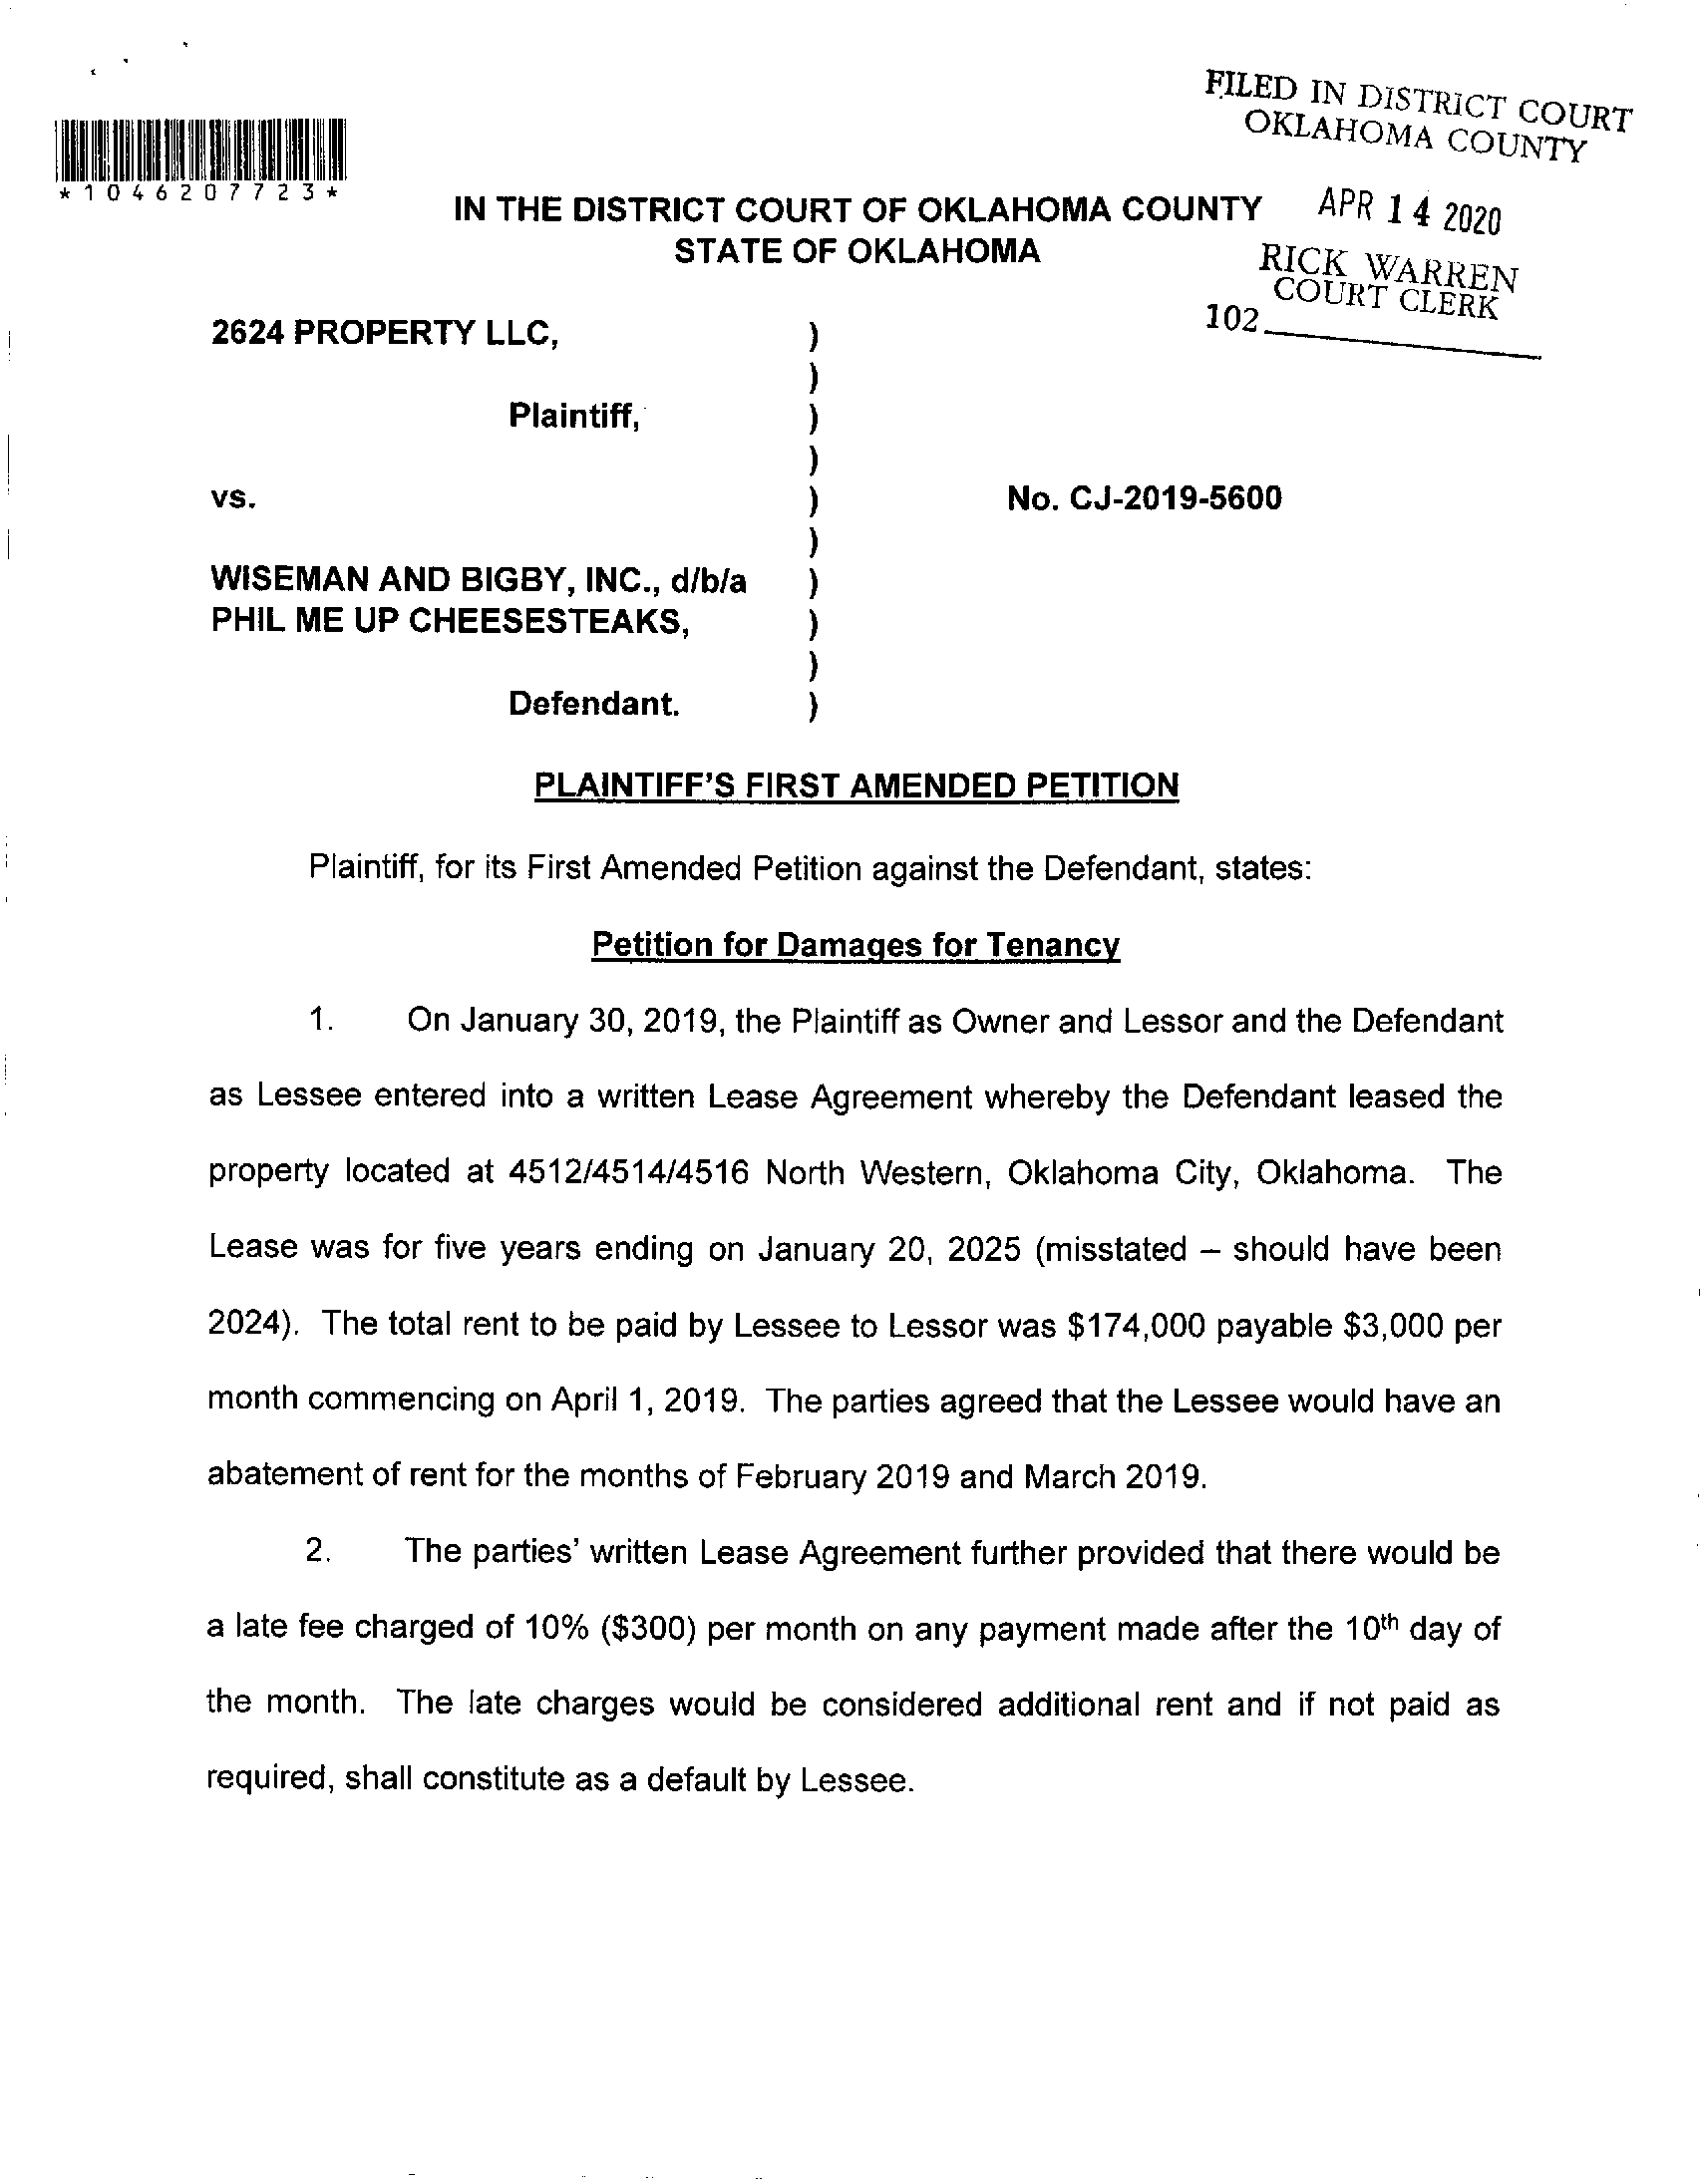 FILED IN DISTRICT COURT
OKLAHOMA COUNTY
*1046207723*
IN THE DISTRICT COURT OF OKLAHOMA COUNTY
STATE OF OKLAHOMA
APR 14 2020
RICK WARREN
COURT CLERK
102
2624 PROPERTY LLC, )
)
Plaintiff, )
)
vs. ) No. CJ-2019-5600
)
WISEMAN AND BIGBY, INC., d/b/a )
PHIL ME UP CHEESESTEAKS, )
)
Defendant. )
PLAINTIFF'S FIRST AMENDED PETITION
Plaintiff, for its First Amended Petition against the Defendant, states:
Petition for Damages for Tenancy
1. On January 30, 2019, the Plaintiff as Owner and Lessor and the Defendant
as Lessee entered into a written Lease Agreement whereby the Defendant leased the
property located at 4512/4514/4516 North Western, Oklahoma City, Oklahoma. The
Lease was for five years ending on January 20, 2025 (misstated – should have been
2024). The total rent to be paid by Lessee to Lessor was $174,000 payable $3,000 per
month commencing on April 1, 2019. The parties agreed that the Lessee would have an
abatement of rent for the months of February 2019 and March 2019.
2. The parties' written Lease Agreement further provided that there would be
a late fee charged of 10% ($300) per month on any payment made after the 10th day of
the month. The late charges would be considered additional rent and if not paid as
required, shall constitute as a default by Lessee.